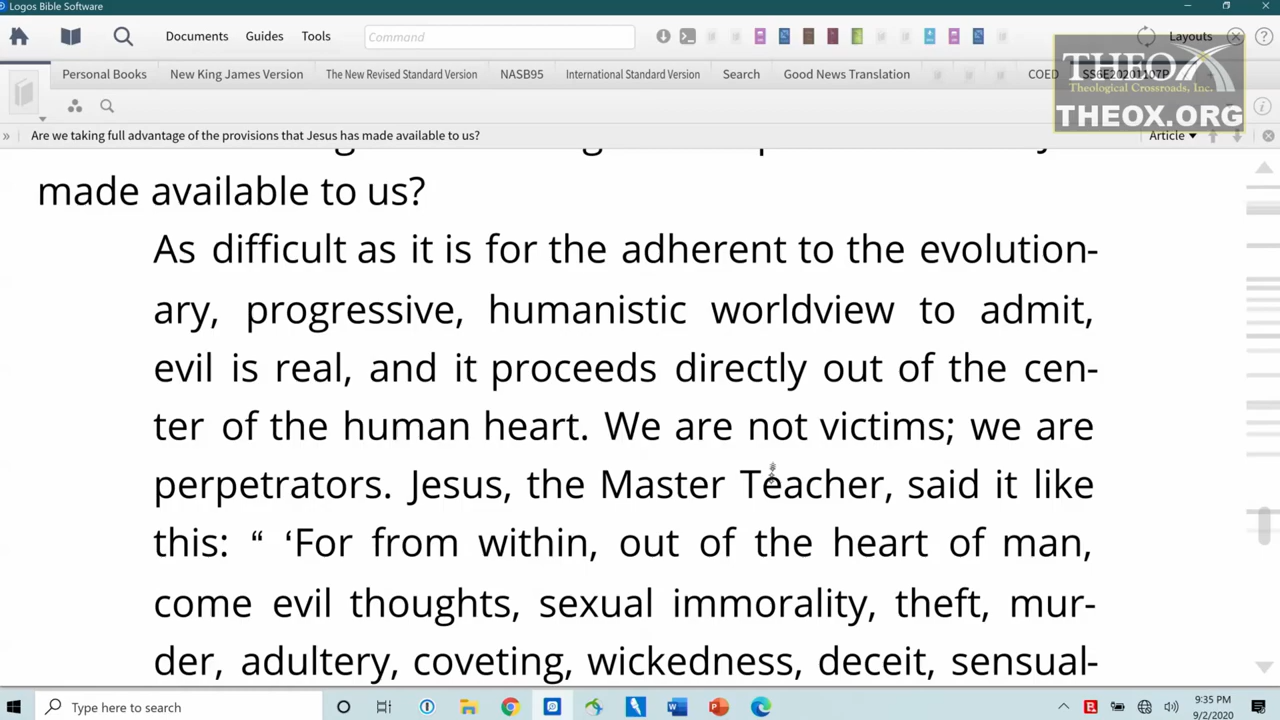 Logos Bible Software
Documents Guides Tools Command Layouts
Personal Books New King James Version The New Revised Standard Version NASB95 International Standard Version Search Good News Translation COED SS6E20201207P
THEOX
Theological Crossroads, Inc.
THEOX.ORG
» Are we taking full advantage of the provisions that Jesus has made available to us? Article
made available to us?
As difficult as it is for the adherent to the evolution-
ary, progressive, humanistic worldview to admit,
evil is real, and it proceeds directly out of the cen-
ter of the human heart. We are not victims; we are
perpetrators. Jesus, the Master Teacher, said it like
this: “ ‘For from within, out of the heart of man,
come evil thoughts, sexual immorality, theft, mur-
der, adultery, coveting, wickedness, deceit, sensual-
Type here to search
9:35 PM
9/2/2020